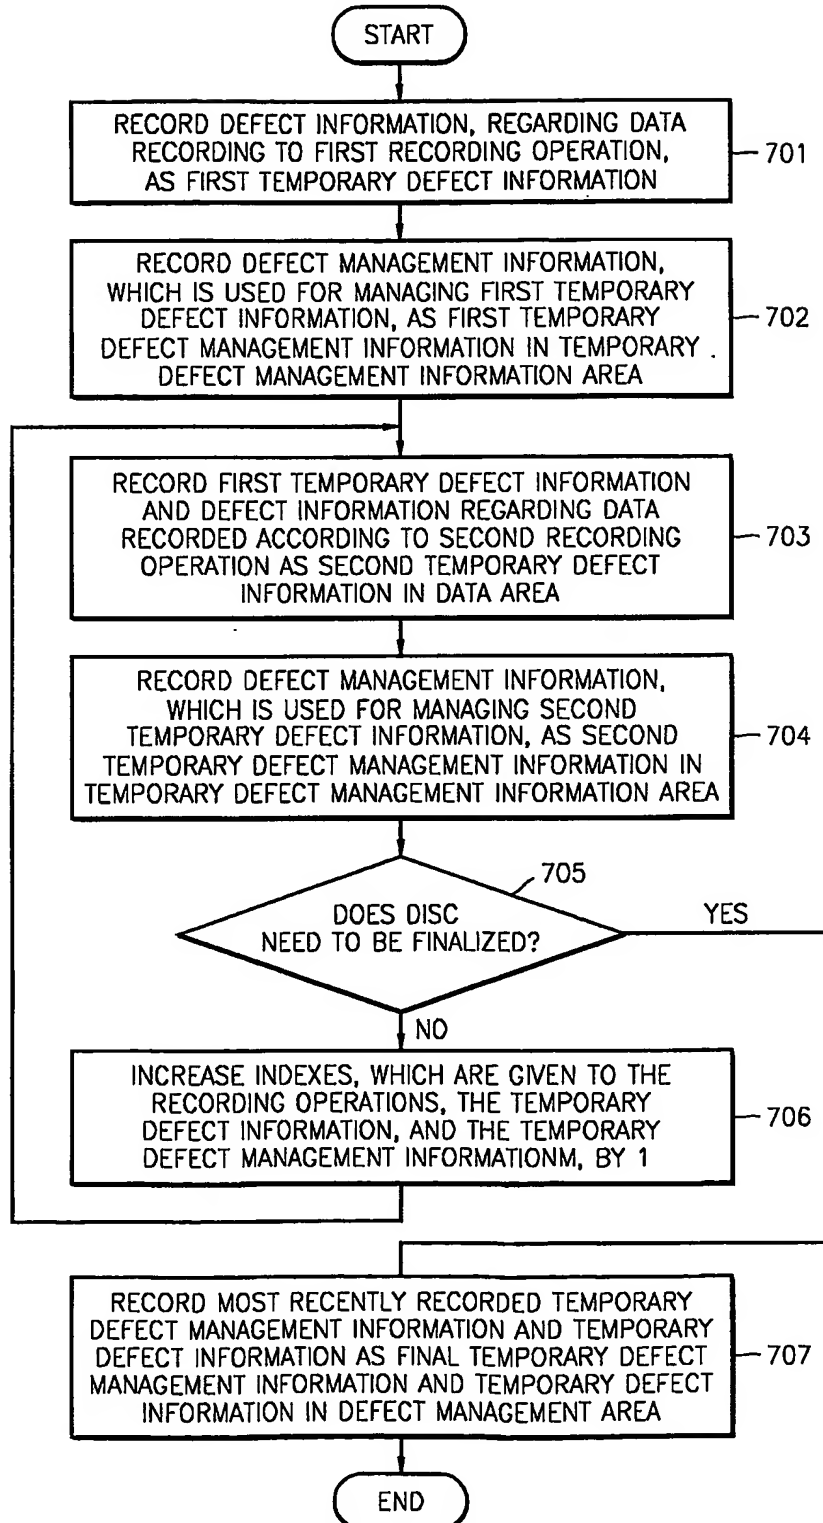 START
RECORD DEFECT INFORMATION, REGARDING DATA
RECORDING TO FIRST RECORDING OPERATION,
AS FIRST TEMPORARY DEFECT INFORMATION
701
RECORD DEFECT MANAGEMENT INFORMATION,
WHICH IS USED FOR MANAGING FIRST TEMPORARY
DEFECT INFORMATION, AS FIRST TEMPORARY
DEFECT MANAGEMENT INFORMATION IN TEMPORARY
DEFECT MANAGEMENT INFORMATION AREA
702
RECORD FIRST TEMPORARY DEFECT INFORMATION
AND DEFECT INFORMATION REGARDING DATA
RECORDED ACCORDING TO SECOND RECORDING
OPERATION AS SECOND TEMPORARY DEFECT
INFORMATION IN DATA AREA
703
RECORD DEFECT MANAGEMENT INFORMATION,
WHICH IS USED FOR MANAGING SECOND
TEMPORARY DEFECT INFORMATION, AS SECOND
TEMPORARY DEFECT MANAGEMENT INFORMATION IN
TEMPORARY DEFECT MANAGEMENT INFORMATION AREA
704
705
DOES DISC
NEED TO BE FINALIZED?
YES
NO
INCREASE INDEXES, WHICH ARE GIVEN TO THE
RECORDING OPERATIONS, THE TEMPORARY
DEFECT INFORMATION, AND THE TEMPORARY
DEFECT MANAGEMENT INFORMATIONM, BY 1
706
RECORD MOST RECENTLY RECORDED TEMPORARY
DEFECT MANAGEMENT INFORMATION AND TEMPORARY
DEFECT INFORMATION AS FINAL TEMPORARY DEFECT
MANAGEMENT INFORMATION AND TEMPORARY DEFECT
INFORMATION IN DEFECT MANAGEMENT AREA
707
END